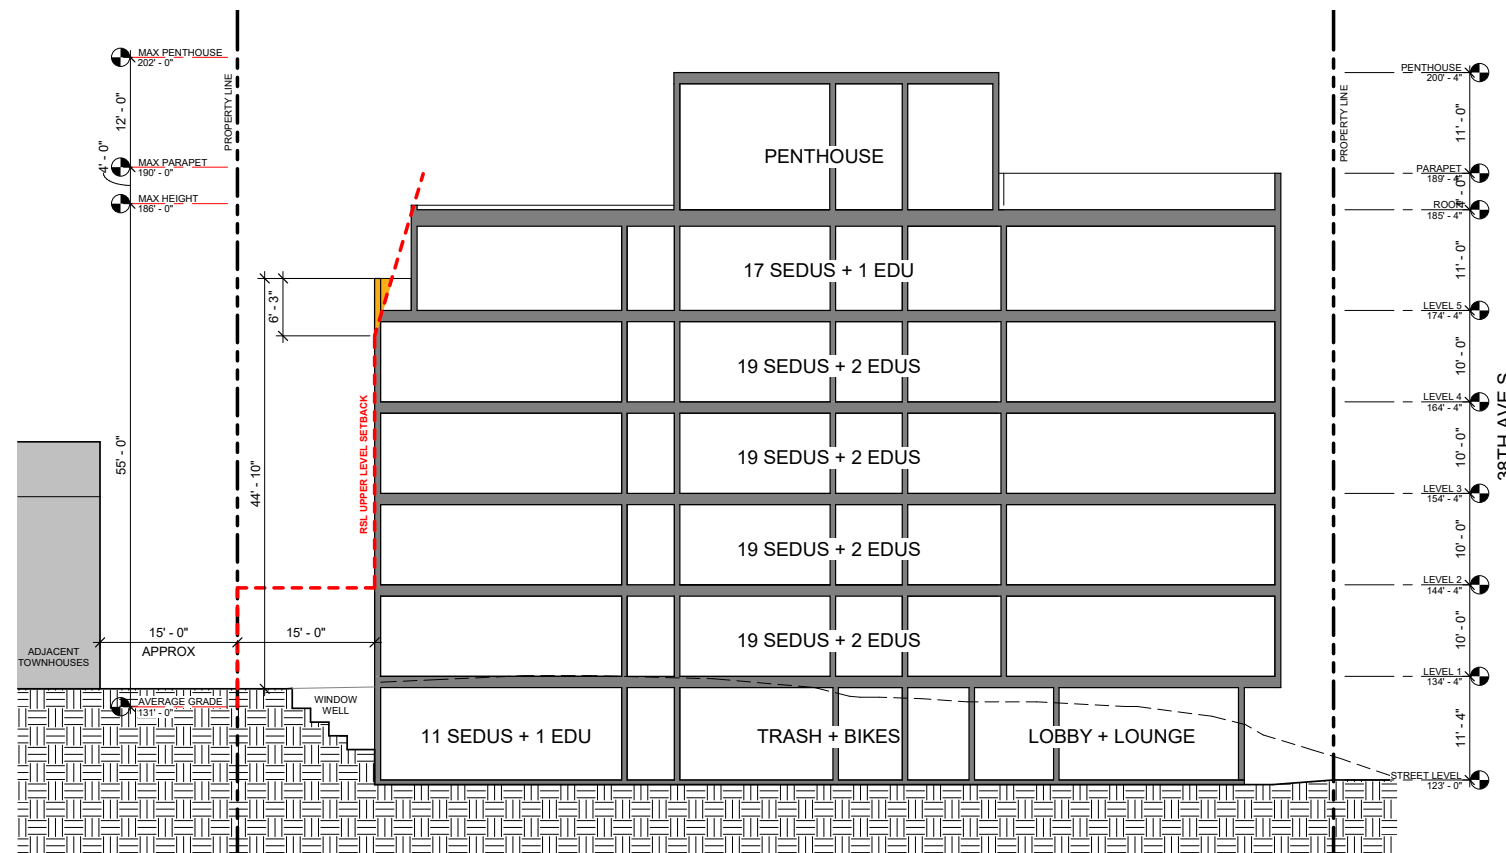 MAX PENTHOUSE
202' - 0"
12' - 0"
4' - 0"
MAX PARAPET
190' - 0"
MAX HEIGHT
186' - 0"
55' - 0"
AVERAGE GRADE
131' - 0"
ADJACENT
TOWNHOUSES
15' - 0"
APPROX
PROPERTY LINE
6' - 3"
44' - 10"
15' - 0"
RSL UPPER LEVEL SETBACK
WINDOW
WELL
PENTHOUSE
17 SEDUS + 1 EDU
19 SEDUS + 2 EDUS
19 SEDUS + 2 EDUS
19 SEDUS + 2 EDUS
19 SEDUS + 2 EDUS
11 SEDUS + 1 EDU
TRASH + BIKES
LOBBY + LOUNGE
PROPERTY LINE
PENTHOUSE
200' - 4"
11' - 0"
PARAPET
189' - 4"
185' - 4"
11' - 0"
LEVEL 5
174' - 4"
10' - 0"
LEVEL 4
164' - 4"
10' - 0"
LEVEL 3
154' - 4"
10' - 0"
LEVEL 2
144' - 4"
10' - 0"
LEVEL 1
134' - 4"
11' - 4"
STREET LEVEL
123' - 0"
38TH AVE S